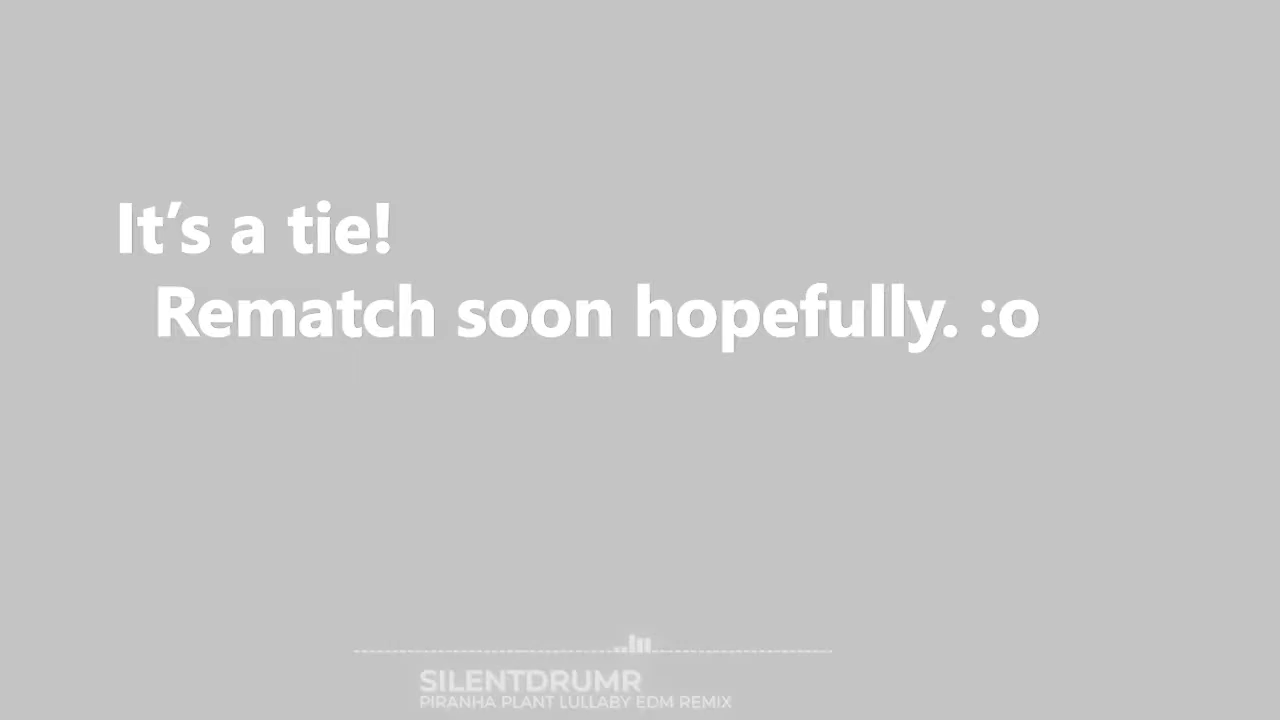 It’s a tie!
Rematch soon hopefully. :o
SILENTDRUMR
PIRANHA PLANT LULLABY EDM REMIX